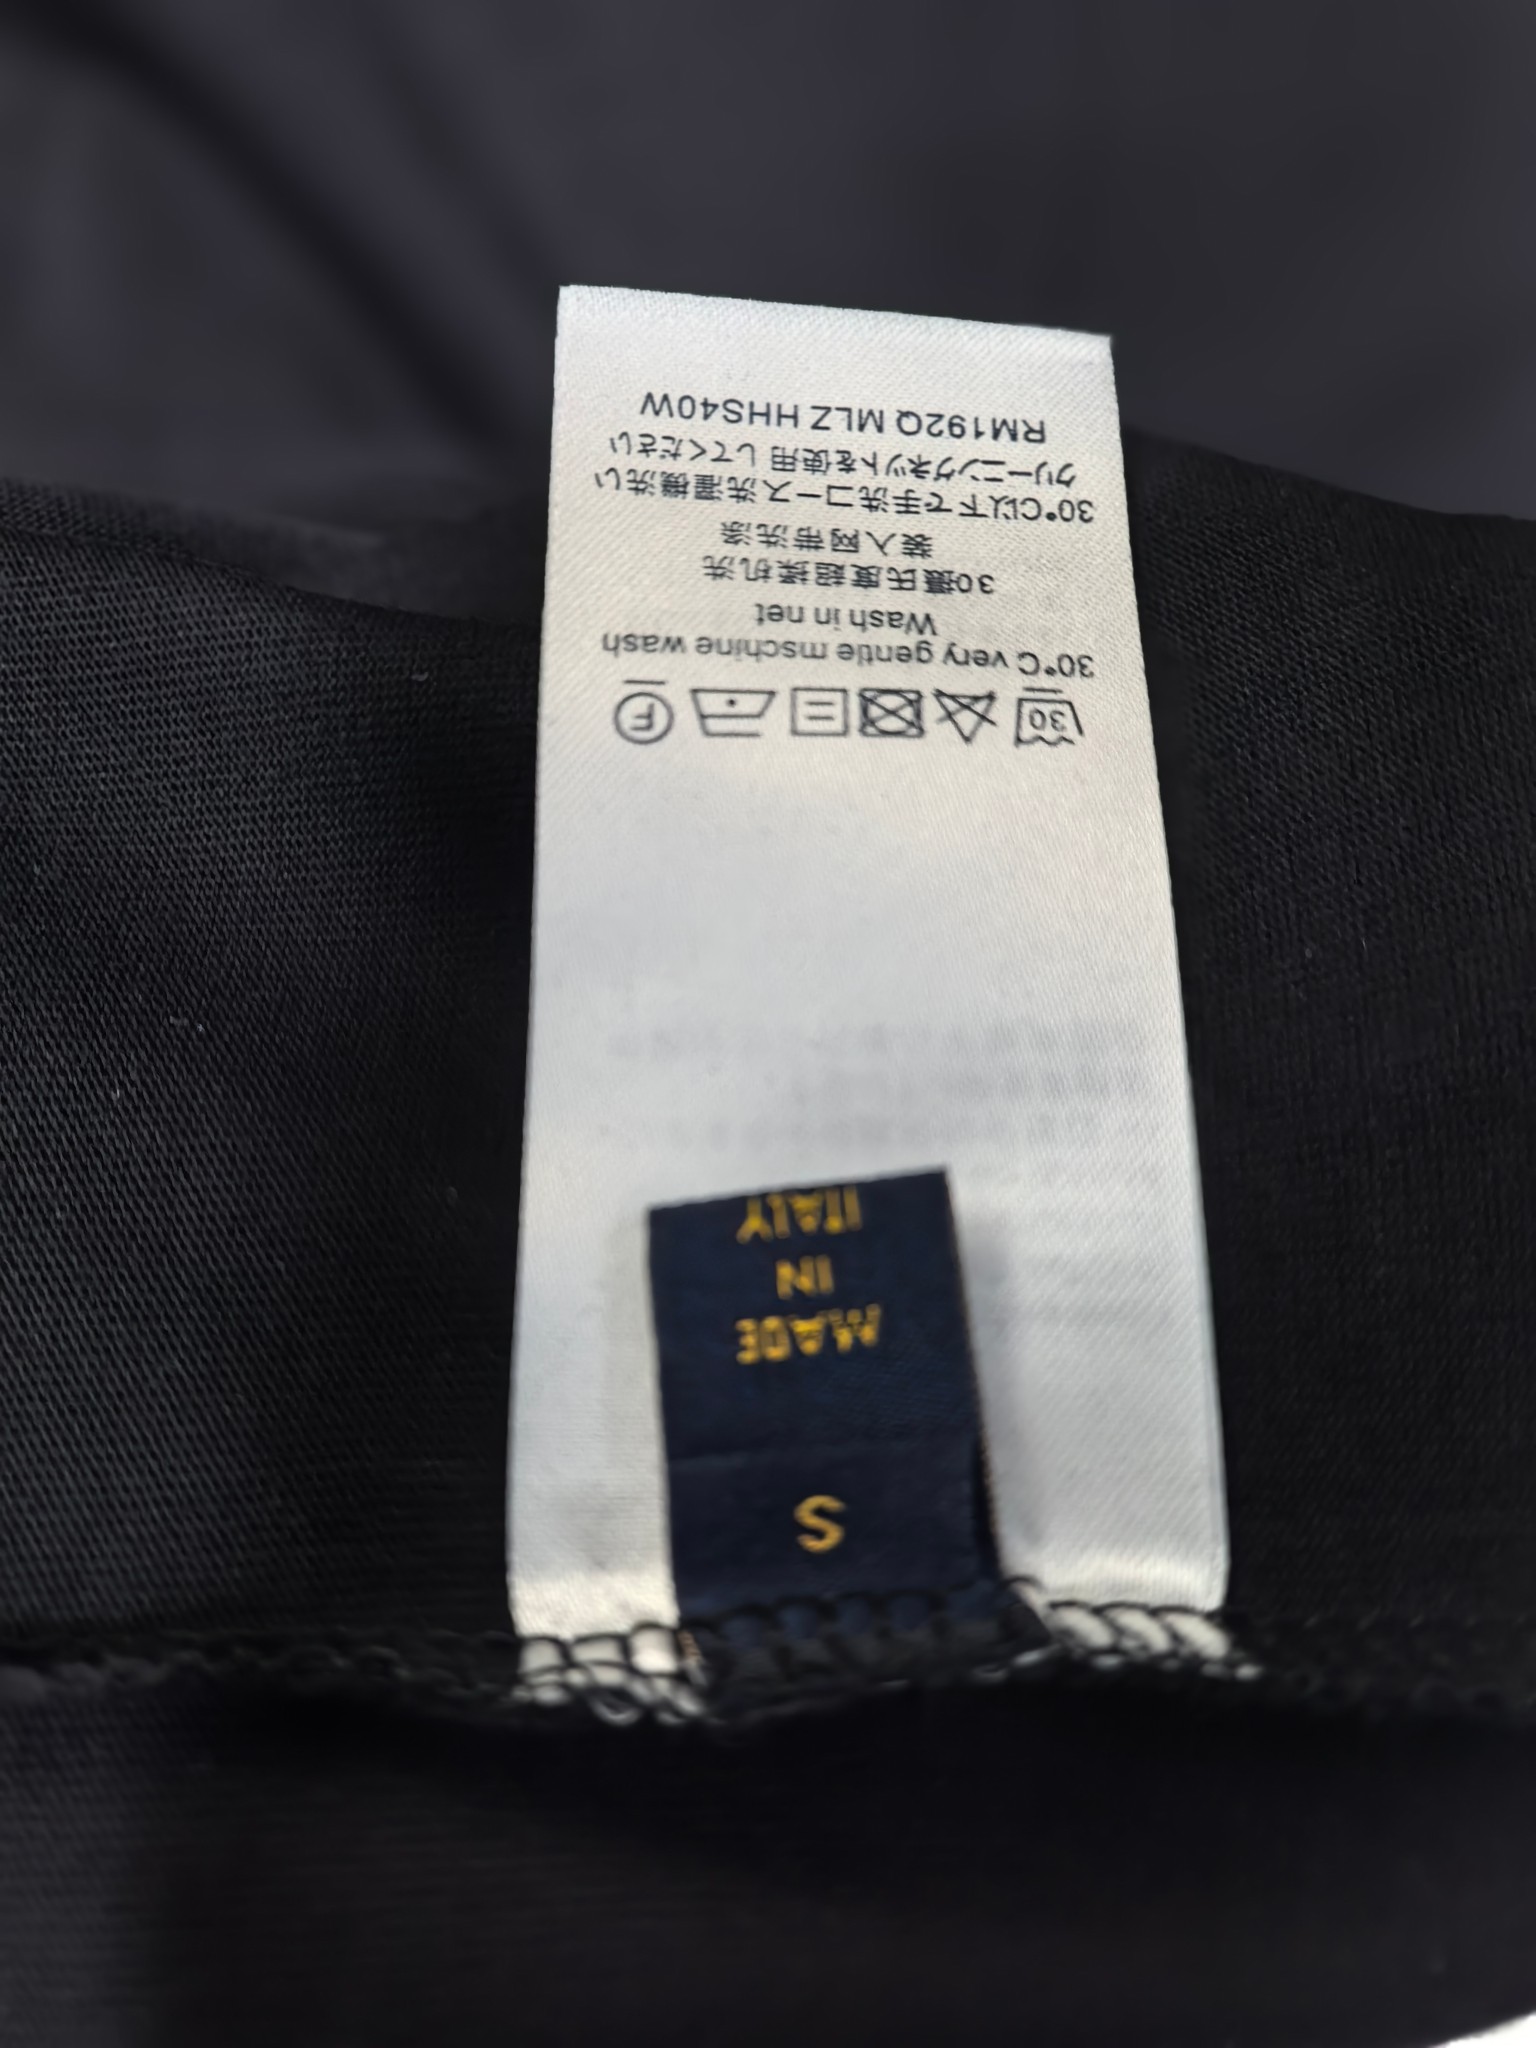 S
MADE
IN
ITALY
30
F
30°C very gentle mschine wash
Wash in net
30摄氏度超揉机洗
装入网带洗涤
30°C以下で手洗コース洗濯機洗い
クリーニングネットを使用してください
RM192Q MLZ HHS40W